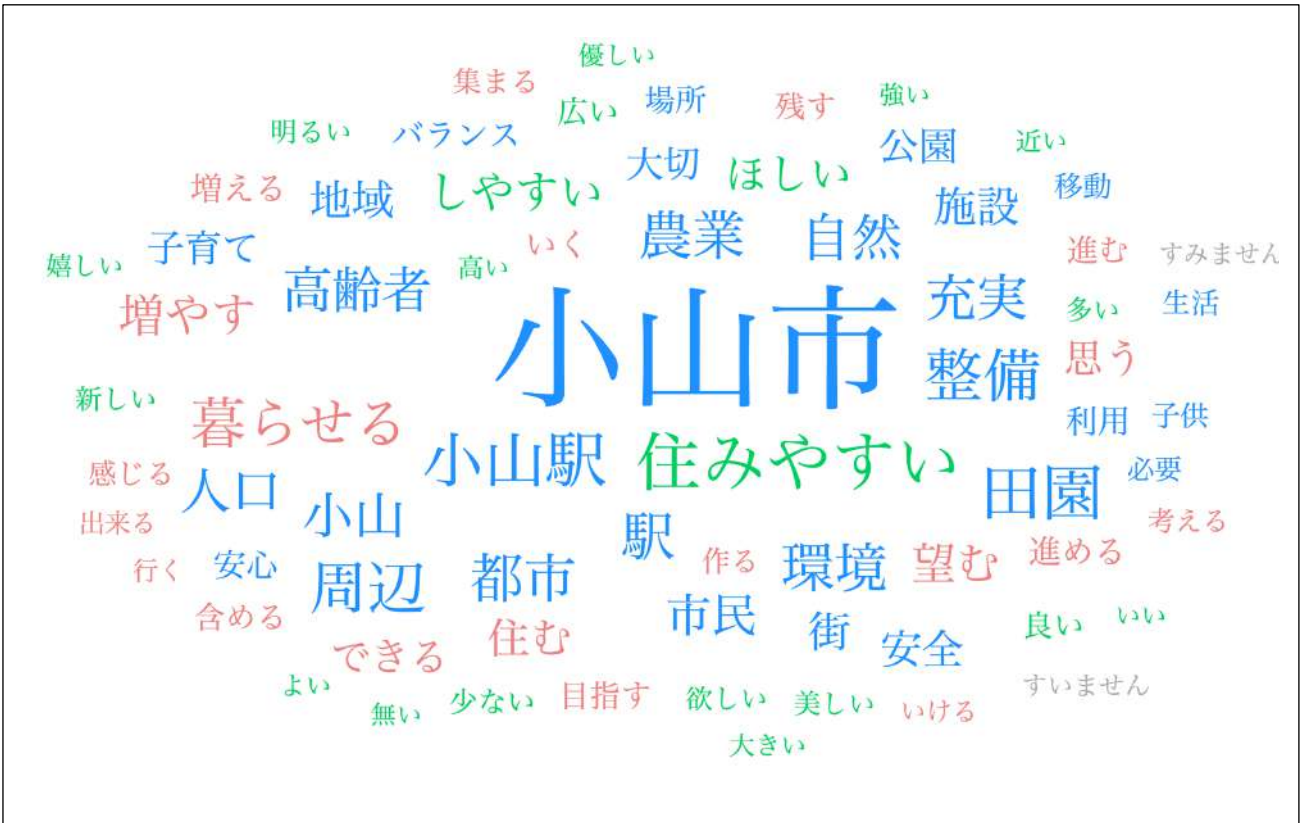 優しい
集まる
広い
場所
残す
強い
明るい
バランス
大切
ほしい
公園
近い
増える
地域
しやすい
農業
自然
施設
移動
嬉しい
子育て
高齢者
高い
いく
進む
すみません
増やす
小山市
充実
多い
生活
整備
思う
新しい
暮らせる
小山駅
住みやすい
利用
子供
感じる
人口
小山
田園
必要
出来る
駅
考える
行く
安心
周辺
都市
作る
環境
望む
進める
含める
できる
住む
市民
街
安全
良い
いい
よい
無い
少ない
目指す
欲しい
美しい
いける
すいません
大きい